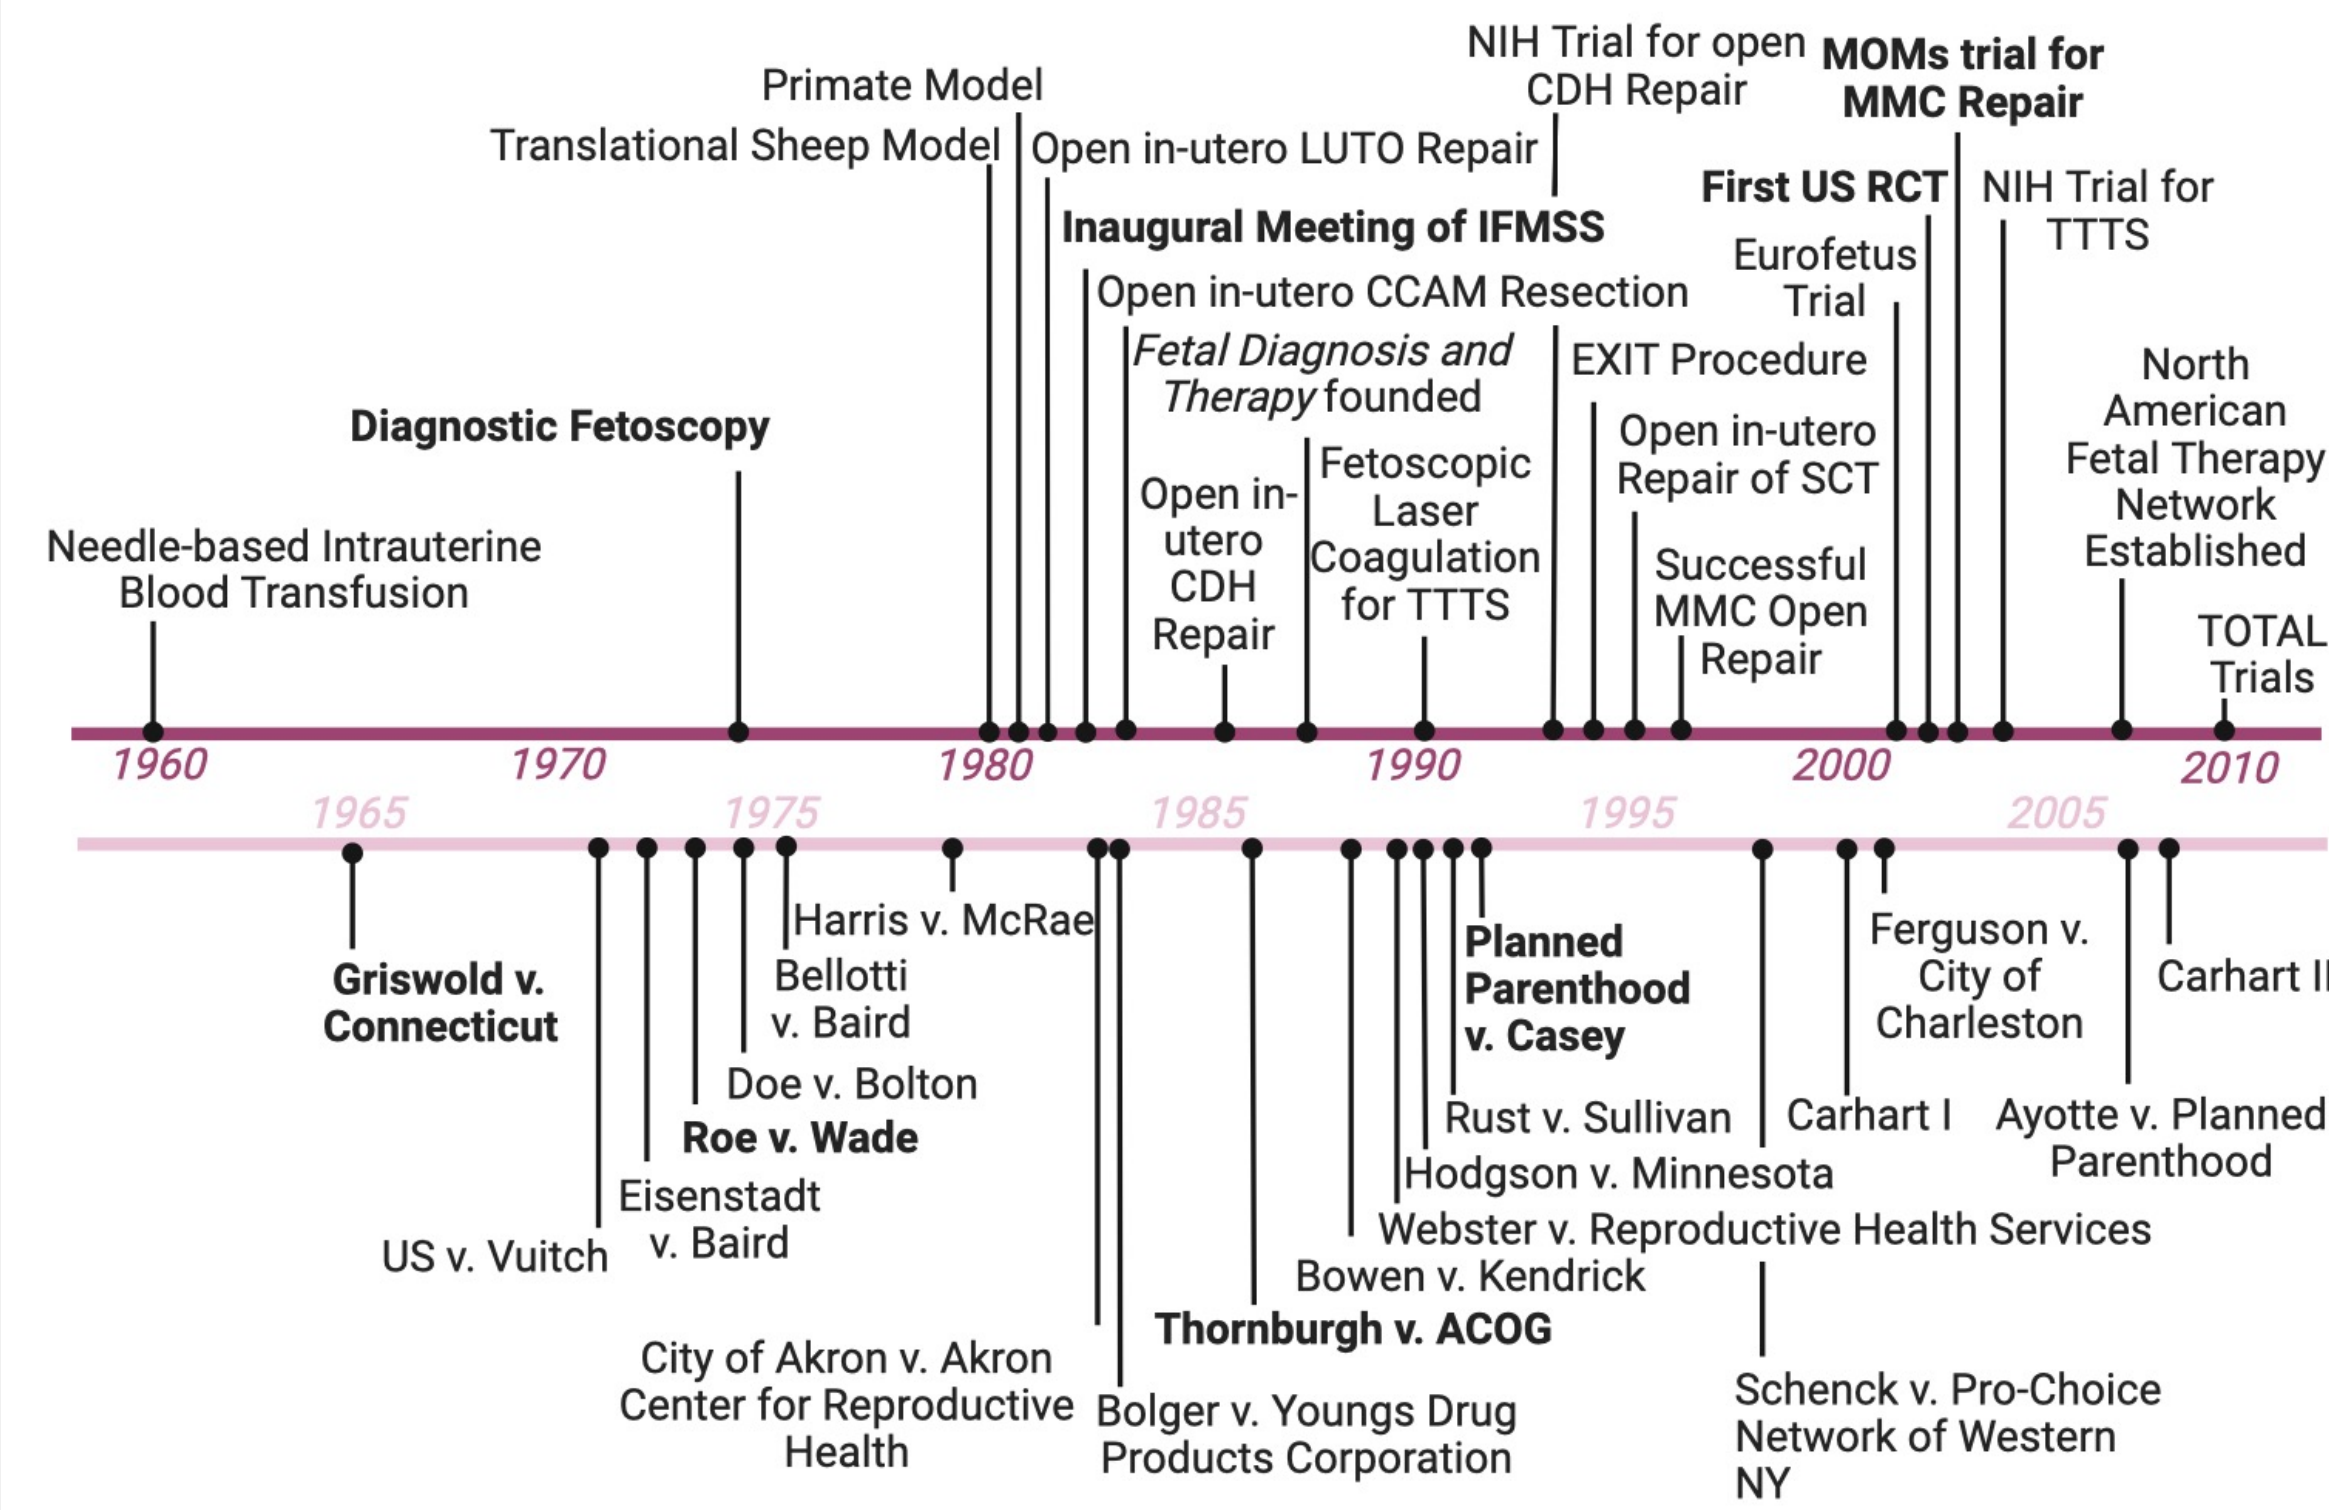 NIH Trial for open
CDH Repair
MOMs trial for
MMC Repair
Primate Model
Translational Sheep Model
Open in-utero LUTO Repair
First US RCT
NIH Trial for
TTTS
Inaugural Meeting of IFMSS
Eurofetus
Trial
Open in-utero CCAM Resection
Fetal Diagnosis and
Therapy founded
EXIT Procedure
North
American
Fetal Therapy
Network
Established
Diagnostic Fetoscopy
Open in-utero
Repair of SCT
Fetoscopic
Laser
Coagulation
for TTTS
Open in-
utero
CDH
Repair
Needle-based Intrauterine
Blood Transfusion
Successful
MMC Open
Repair
TOTAL
Trials
1960 1970 1980 1990 2000 2010
1965 1975 1985 1995 2005
Griswold v.
Connecticut
Harris v. McRae
Bellotti
v. Baird
Doe v. Bolton
Roe v. Wade
Eisenstadt
v. Baird
US v. Vuitch
Planned
Parenthood
v. Casey
Ferguson v.
City of
Charleston
Carhart II
Rust v. Sullivan
Carhart I
Ayotte v. Planned
Parenthood
Hodgson v. Minnesota
Webster v. Reproductive Health Services
Bowen v. Kendrick
Thornburgh v. ACOG
City of Akron v. Akron
Center for Reproductive
Health
Bolger v. Youngs Drug
Products Corporation
Schenck v. Pro-Choice
Network of Western
NY